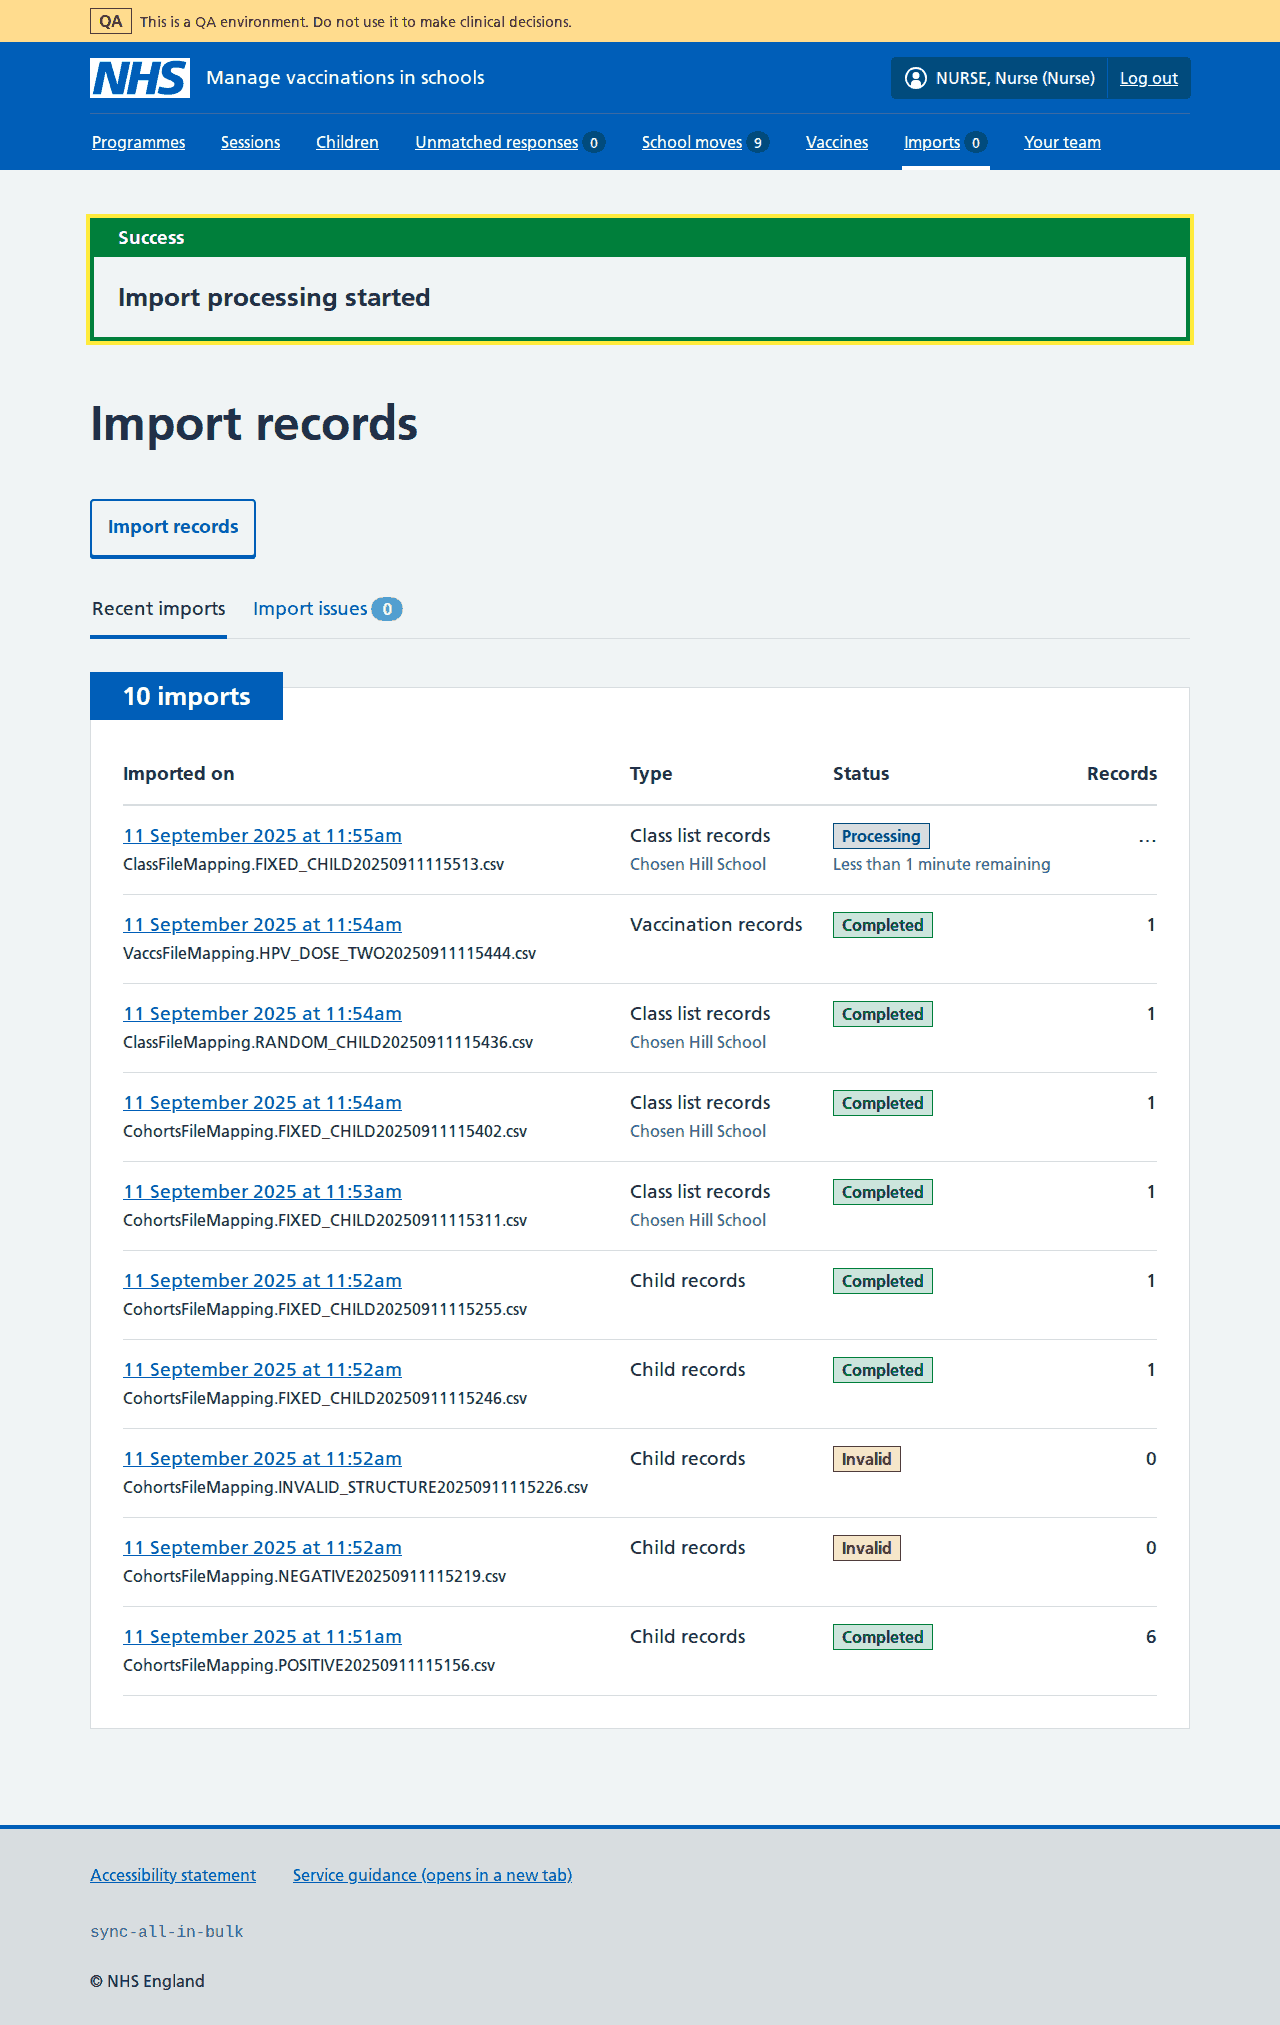 QA This is a QA environment. Do not use it to make clinical decisions.
NHS Manage vaccinations in schools NURSE, Nurse (Nurse) Log out
Programmes Sessions Children Unmatched responses 0 School moves 9 Vaccines Imports 0 Your team
Success
Import processing started
Import records
Import records
Recent imports Import issues 0
10 imports
Imported on Type Status Records
11 September 2025 at 11:55am Class list records Processing ...
ClassFileMapping.FIXED_CHILD20250911115513.csv Chosen Hill School Less than 1 minute remaining
11 September 2025 at 11:54am Vaccination records Completed 1
VaccsFileMapping.HPV_DOSE_TWO20250911115444.csv
11 September 2025 at 11:54am Class list records Completed 1
ClassFileMapping.RANDOM_CHILD20250911115436.csv Chosen Hill School
11 September 2025 at 11:54am Class list records Completed 1
CohortsFileMapping.FIXED_CHILD20250911115402.csv Chosen Hill School
11 September 2025 at 11:53am Class list records Completed 1
CohortsFileMapping.FIXED_CHILD20250911115311.csv Chosen Hill School
11 September 2025 at 11:52am Child records Completed 1
CohortsFileMapping.FIXED_CHILD20250911115255.csv
11 September 2025 at 11:52am Child records Completed 1
CohortsFileMapping.FIXED_CHILD20250911115246.csv
11 September 2025 at 11:52am Child records Invalid 0
CohortsFileMapping.INVALID_STRUCTURE20250911115226.csv
11 September 2025 at 11:52am Child records Invalid 0
CohortsFileMapping.NEGATIVE20250911115219.csv
11 September 2025 at 11:51am Child records Completed 6
CohortsFileMapping.POSITIVE20250911115156.csv
Accessibility statement Service guidance (opens in a new tab)
sync-all-in-bulk
© NHS England